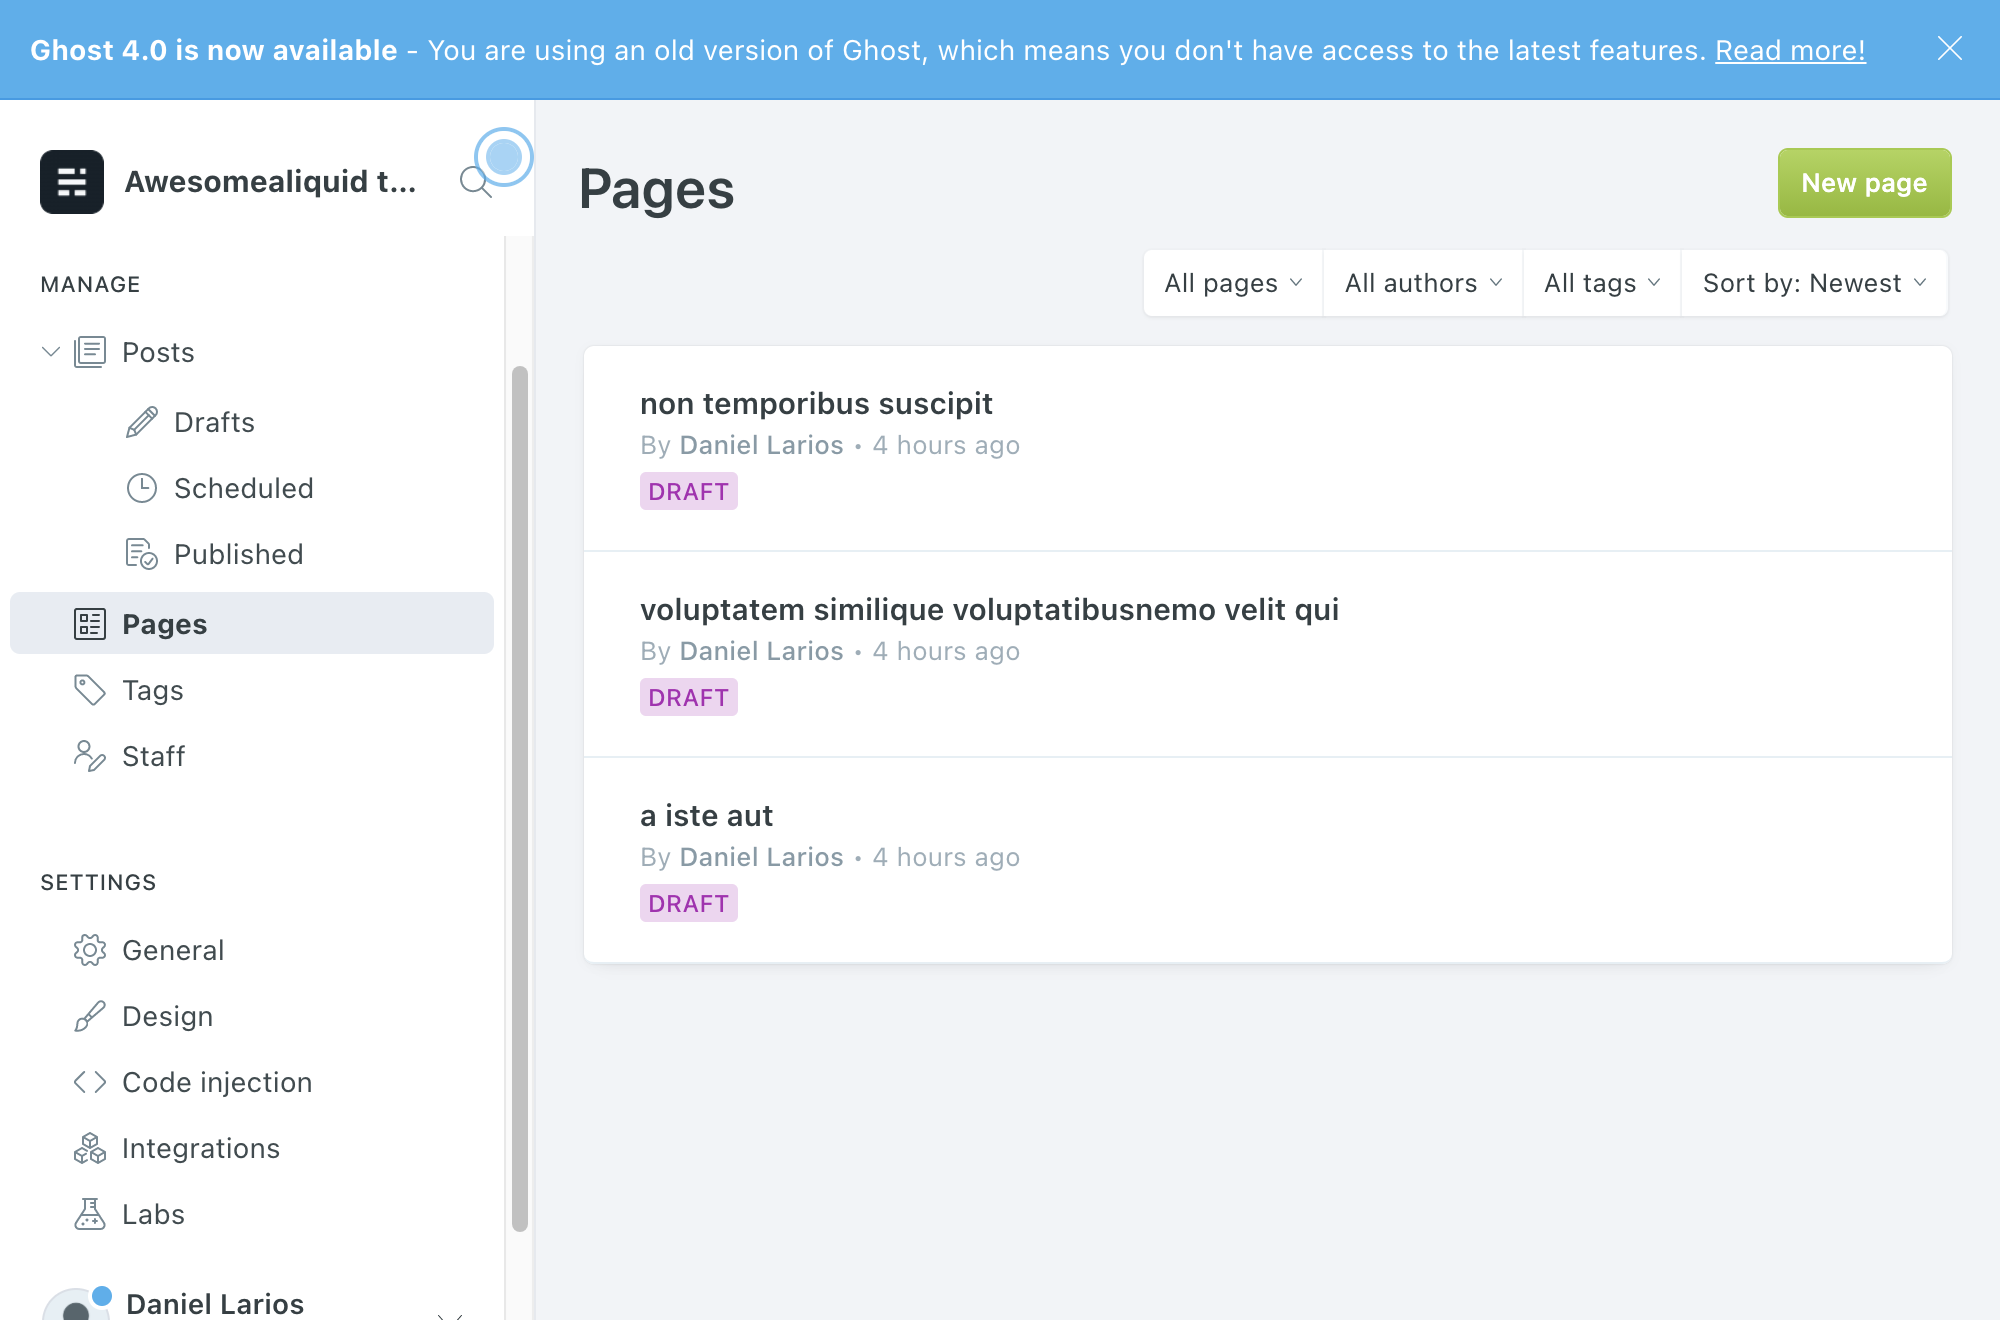 Ghost 4.0 is now available - You are using an old version of Ghost, which means you don't have access to the latest features. Read more!
Awesomealiquid t...
MANAGE
Posts
Drafts
Scheduled
Published
Pages
Tags
Staff
SETTINGS
General
Design
Code injection
Integrations
Labs
Daniel Larios
Pages
New page
All pages
All authors
All tags
Sort by: Newest
non temporibus suscipit
By Daniel Larios • 4 hours ago
DRAFT
voluptatem similique voluptatibusnemo velit qui
By Daniel Larios • 4 hours ago
DRAFT
a iste aut
By Daniel Larios • 4 hours ago
DRAFT